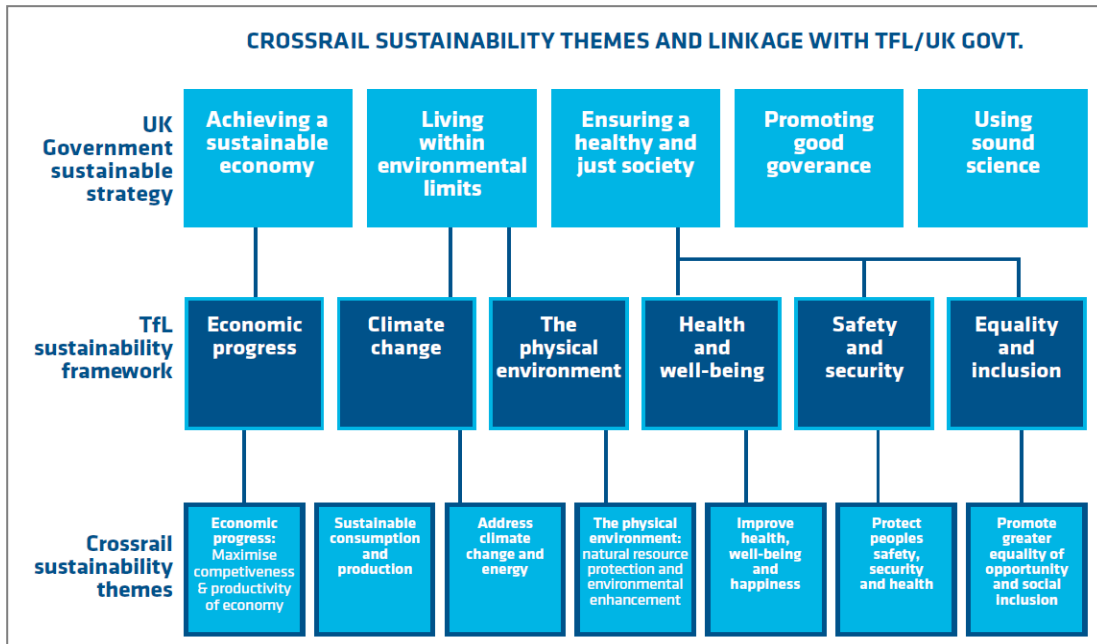 CROSSRAIL SUSTAINABILITY THEMES AND LINKAGE WITH TFL/UK GOVT.
UK
Government
sustainable
strategy
Achieving a
sustainable
economy
Living
within
environmental
limits
Ensuring a
healthy and
just society
Promoting
good
goverance
Using
sound
science
TfL
sustainability
framework
Economic
progress
Climate
change
The
physical
environment
Health
and
well-being
Safety
and
security
Equality
and
inclusion
Crossrail
sustainability
themes
Economic
progress:
Maximise
competiveness
& productivity
of economy
Sustainable
consumption
and
production
Address
climate
change and
energy
The physical
environment:
natural resource
protection and
environmental
enhancement
Improve
health,
well-being
and
happiness
Protect
peoples
safety,
security
and health
Promote
greater
equality of
opportunity
and social
inclusion